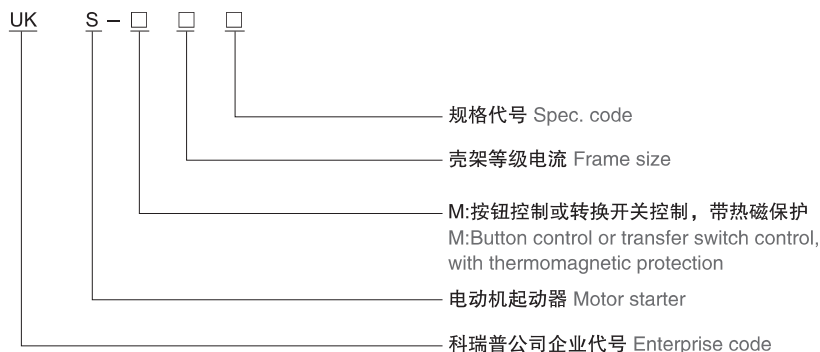 UK S – □ □ □
规格代号 Spec. code
壳架等级电流 Frame size
M:按钮控制或转换开关控制，带热磁保护
M:Button control or transfer switch control,
with thermomagnetic protection
电动机起动器 Motor starter
科瑞普公司企业代号 Enterprise code